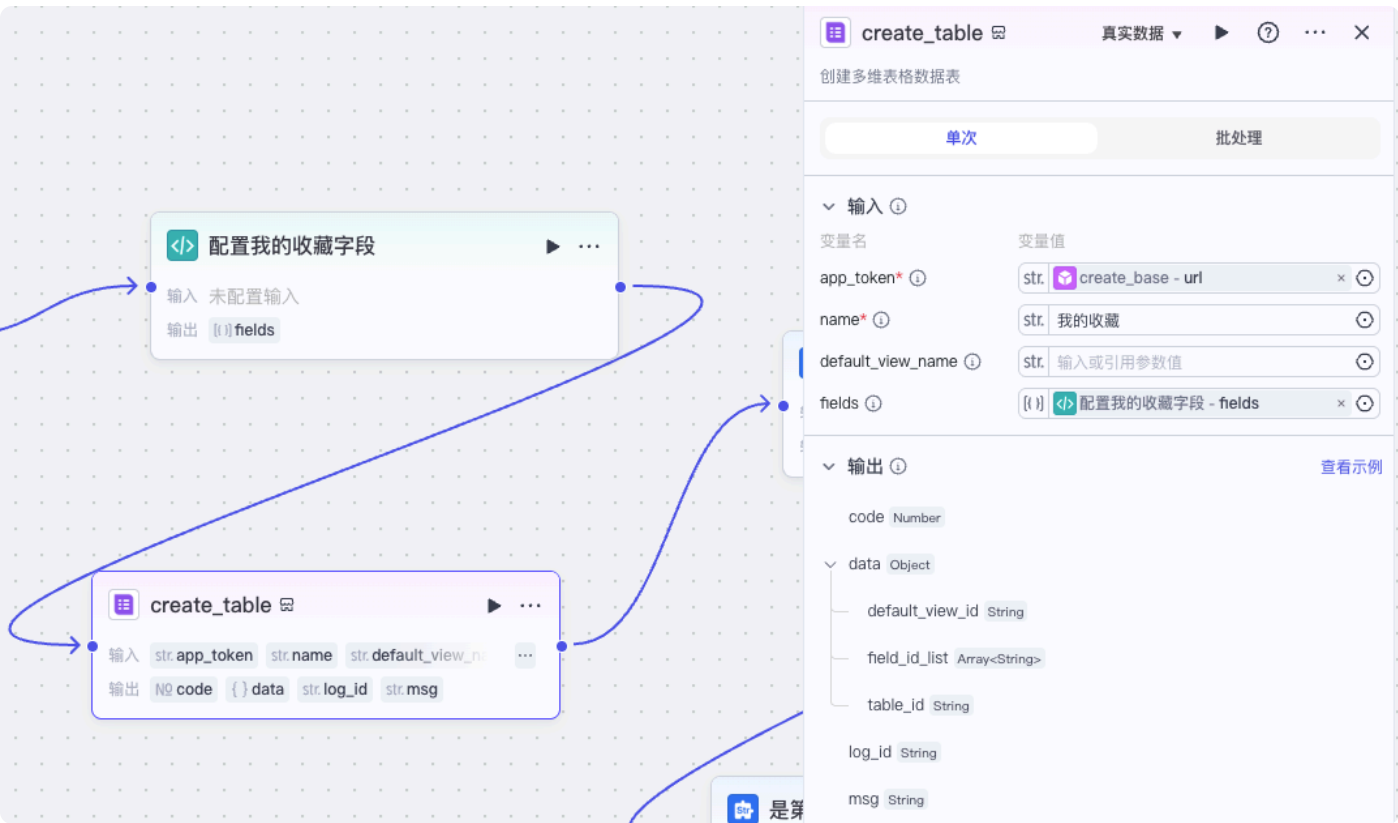 配置我的收藏字段
输入 未配置输入
输出 [()] fields
create_table
输入 str. app_token str. name str. default_view_na ...
输出 № code { } data str. log_id str. msg
Str.
是第
create_table 真实数据
创建多维表格数据表
单次 批处理
输入
变量名 变量值
app_token* str. create_base - url
name* str. 我的收藏
default_view_name str. 输入或引用参数值
fields [()] 配置我的收藏字段 - fields
输出 查看示例
code Number
data Object
default_view_id String
field_id_list Array<String>
table_id String
log_id String
msg String